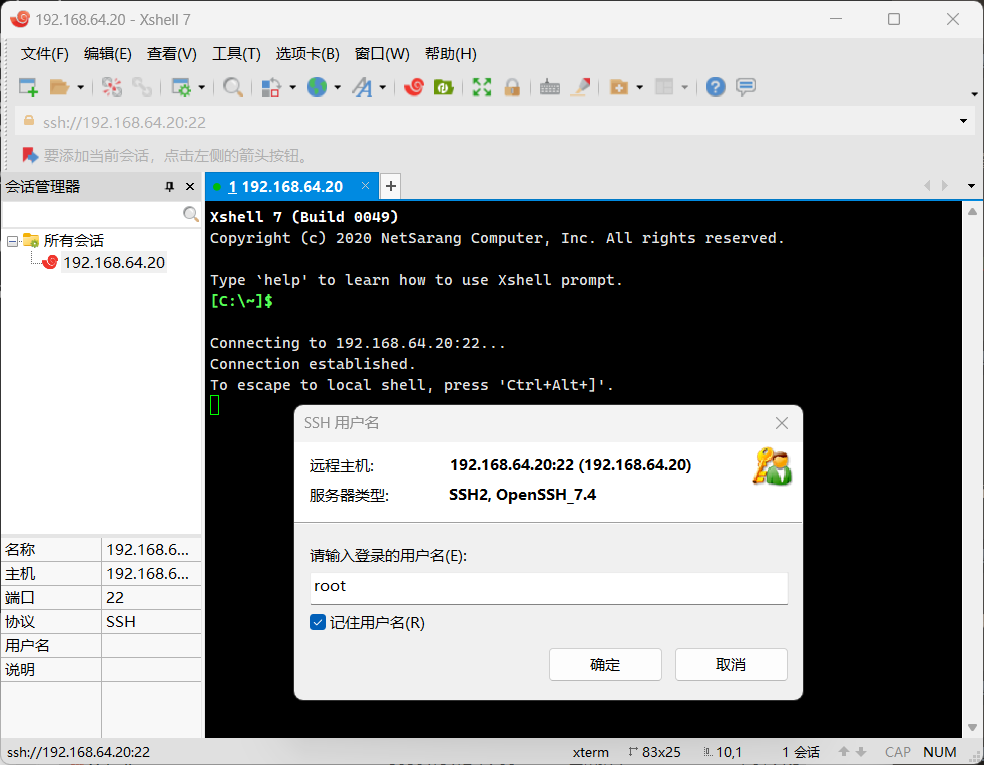 192.168.64.20 - Xshell 7
文件(F) 编辑(E) 查看(V) 工具(T) 选项卡(B) 窗口(W) 帮助(H)
ssh://192.168.64.20:22
要添加当前会话，点击左侧的箭头按钮。
会话管理器
1 192.168.64.20
所有会话
192.168.64.20
Xshell 7 (Build 0049)
Copyright (c) 2020 NetSarang Computer, Inc. All rights reserved.
Type `help' to learn how to use Xshell prompt.
[C:\~]$
Connecting to 192.168.64.20:22...
Connection established.
To escape to local shell, press 'Ctrl+Alt+]'.
SSH 用户名
远程主机: 192.168.64.20:22 (192.168.64.20)
服务器类型: SSH2, OpenSSH_7.4
请输入登录的用户名(E):
root
记住用户名(R)
确定 取消
名称 192.168.6...
主机 192.168.6...
端口 22
协议 SSH
用户名
说明
ssh://192.168.64.20:22 xterm 83x25 10,1 1 会话 CAP NUM